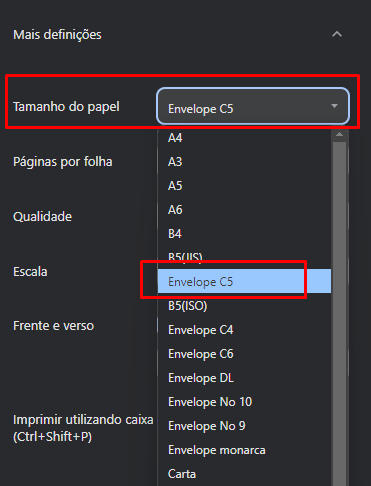 Mais definições
Tamanho do papel
Envelope C5
A4
A3
Páginas por folha
A5
A6
Qualidade
B4
B5(JIS)
Escala
Envelope C5
B5(ISO)
Frente e verso
Envelope C4
Envelope C6
Envelope DL
Envelope No 10
Imprimir utilizando caixa
Envelope No 9
(Ctrl+Shift+P)
Envelope monarca
Carta